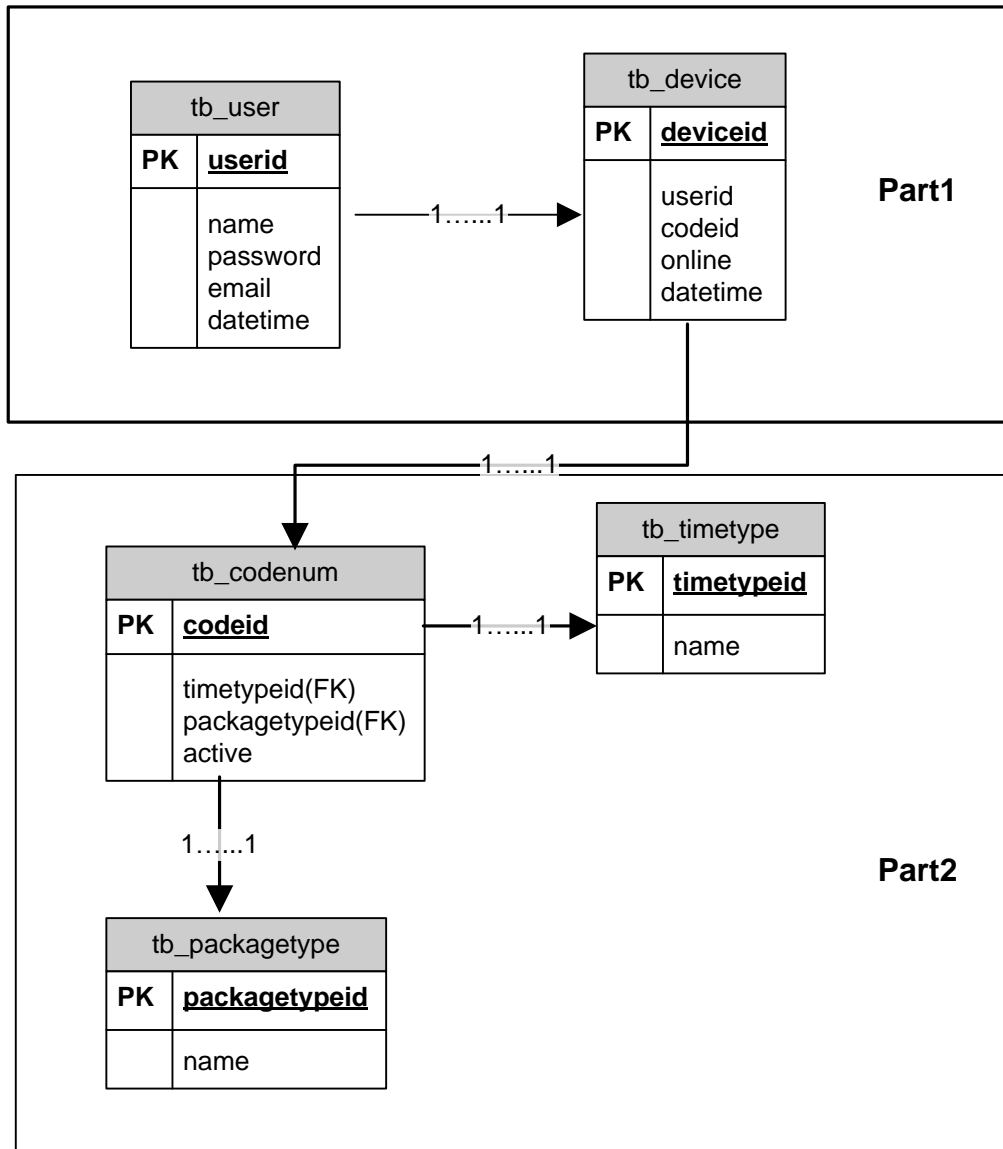 tb_user
PK userid
name
password
email
datetime
1…...1
tb_device
PK deviceid
userid
codeid
online
datetime
Part1
1…...1
tb_codenum
PK codeid
timetypeid(FK)
packagetypeid(FK)
active
1…...1
tb_timetype
PK timetypeid
name
1…...1
Part2
tb_packagetype
PK packagetypeid
name